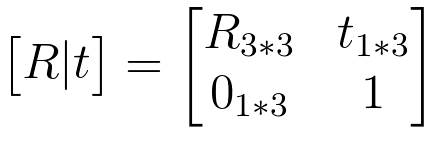 [R|t] = [R_{3*3} t_{1*3}
0_{1*3} 1]